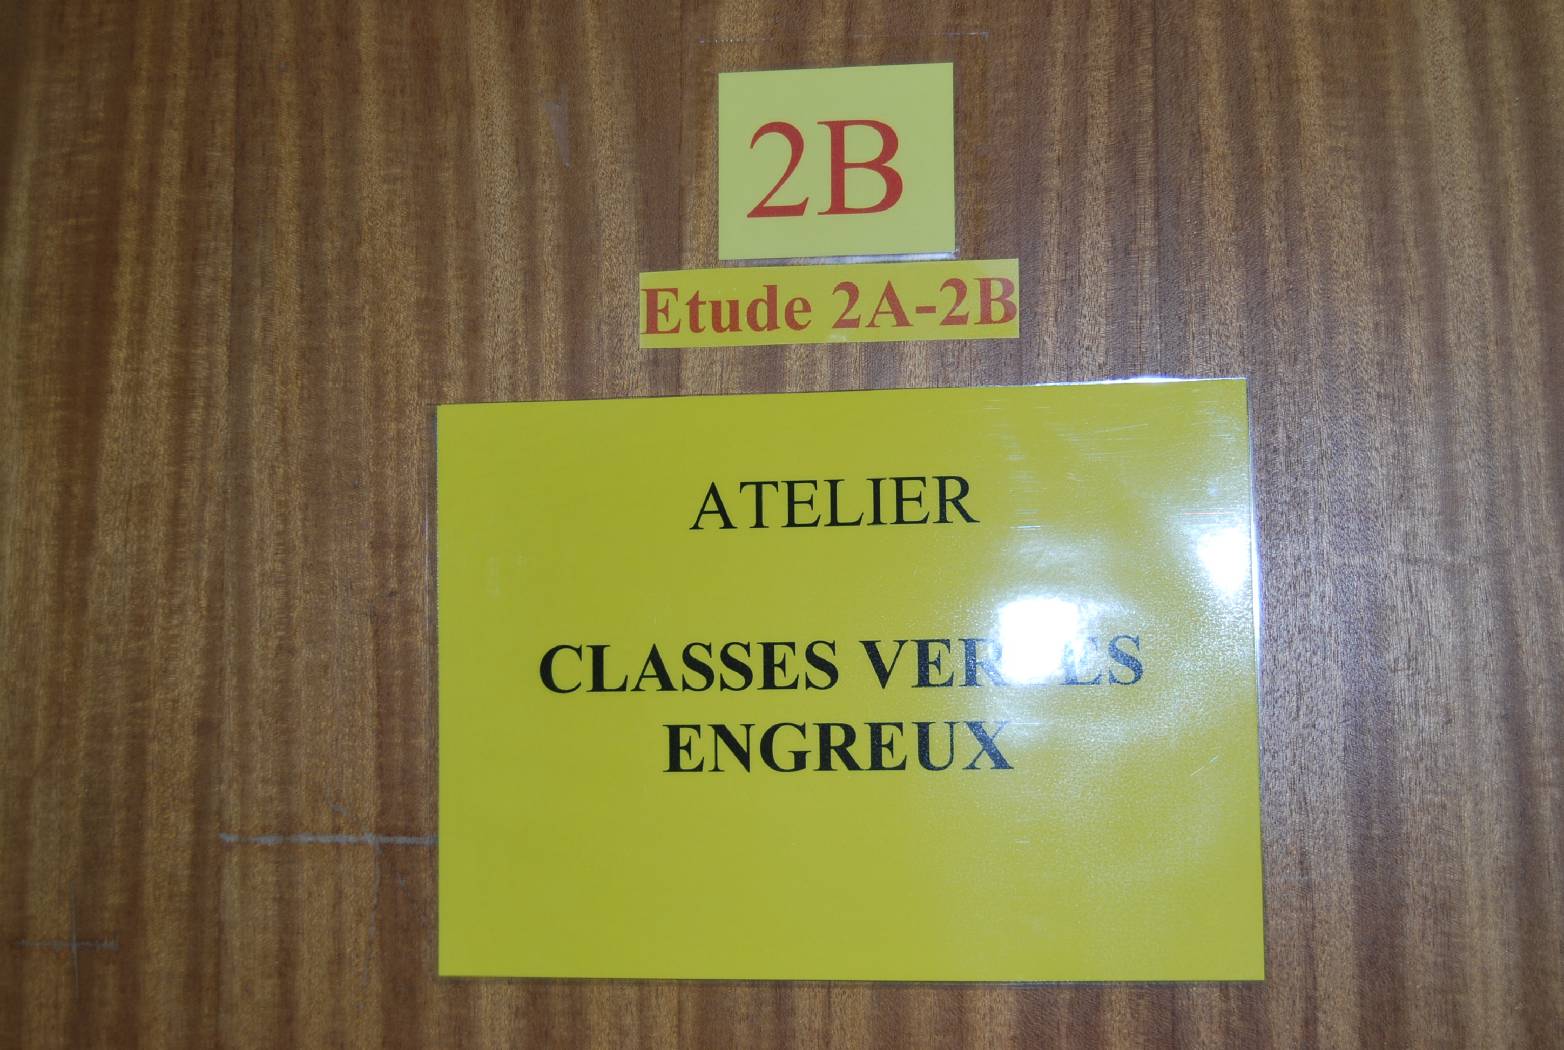 2B
Etude 2A-2B
ATELIER
CLASSES
ENGREUX